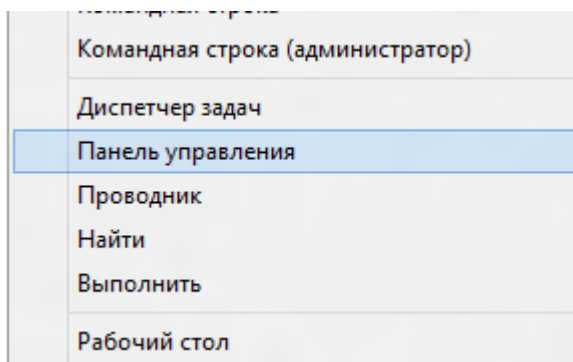 Командная строка (администратор)
Диспетчер задач
Панель управления
Проводник
Найти
Выполнить
Рабочий стол